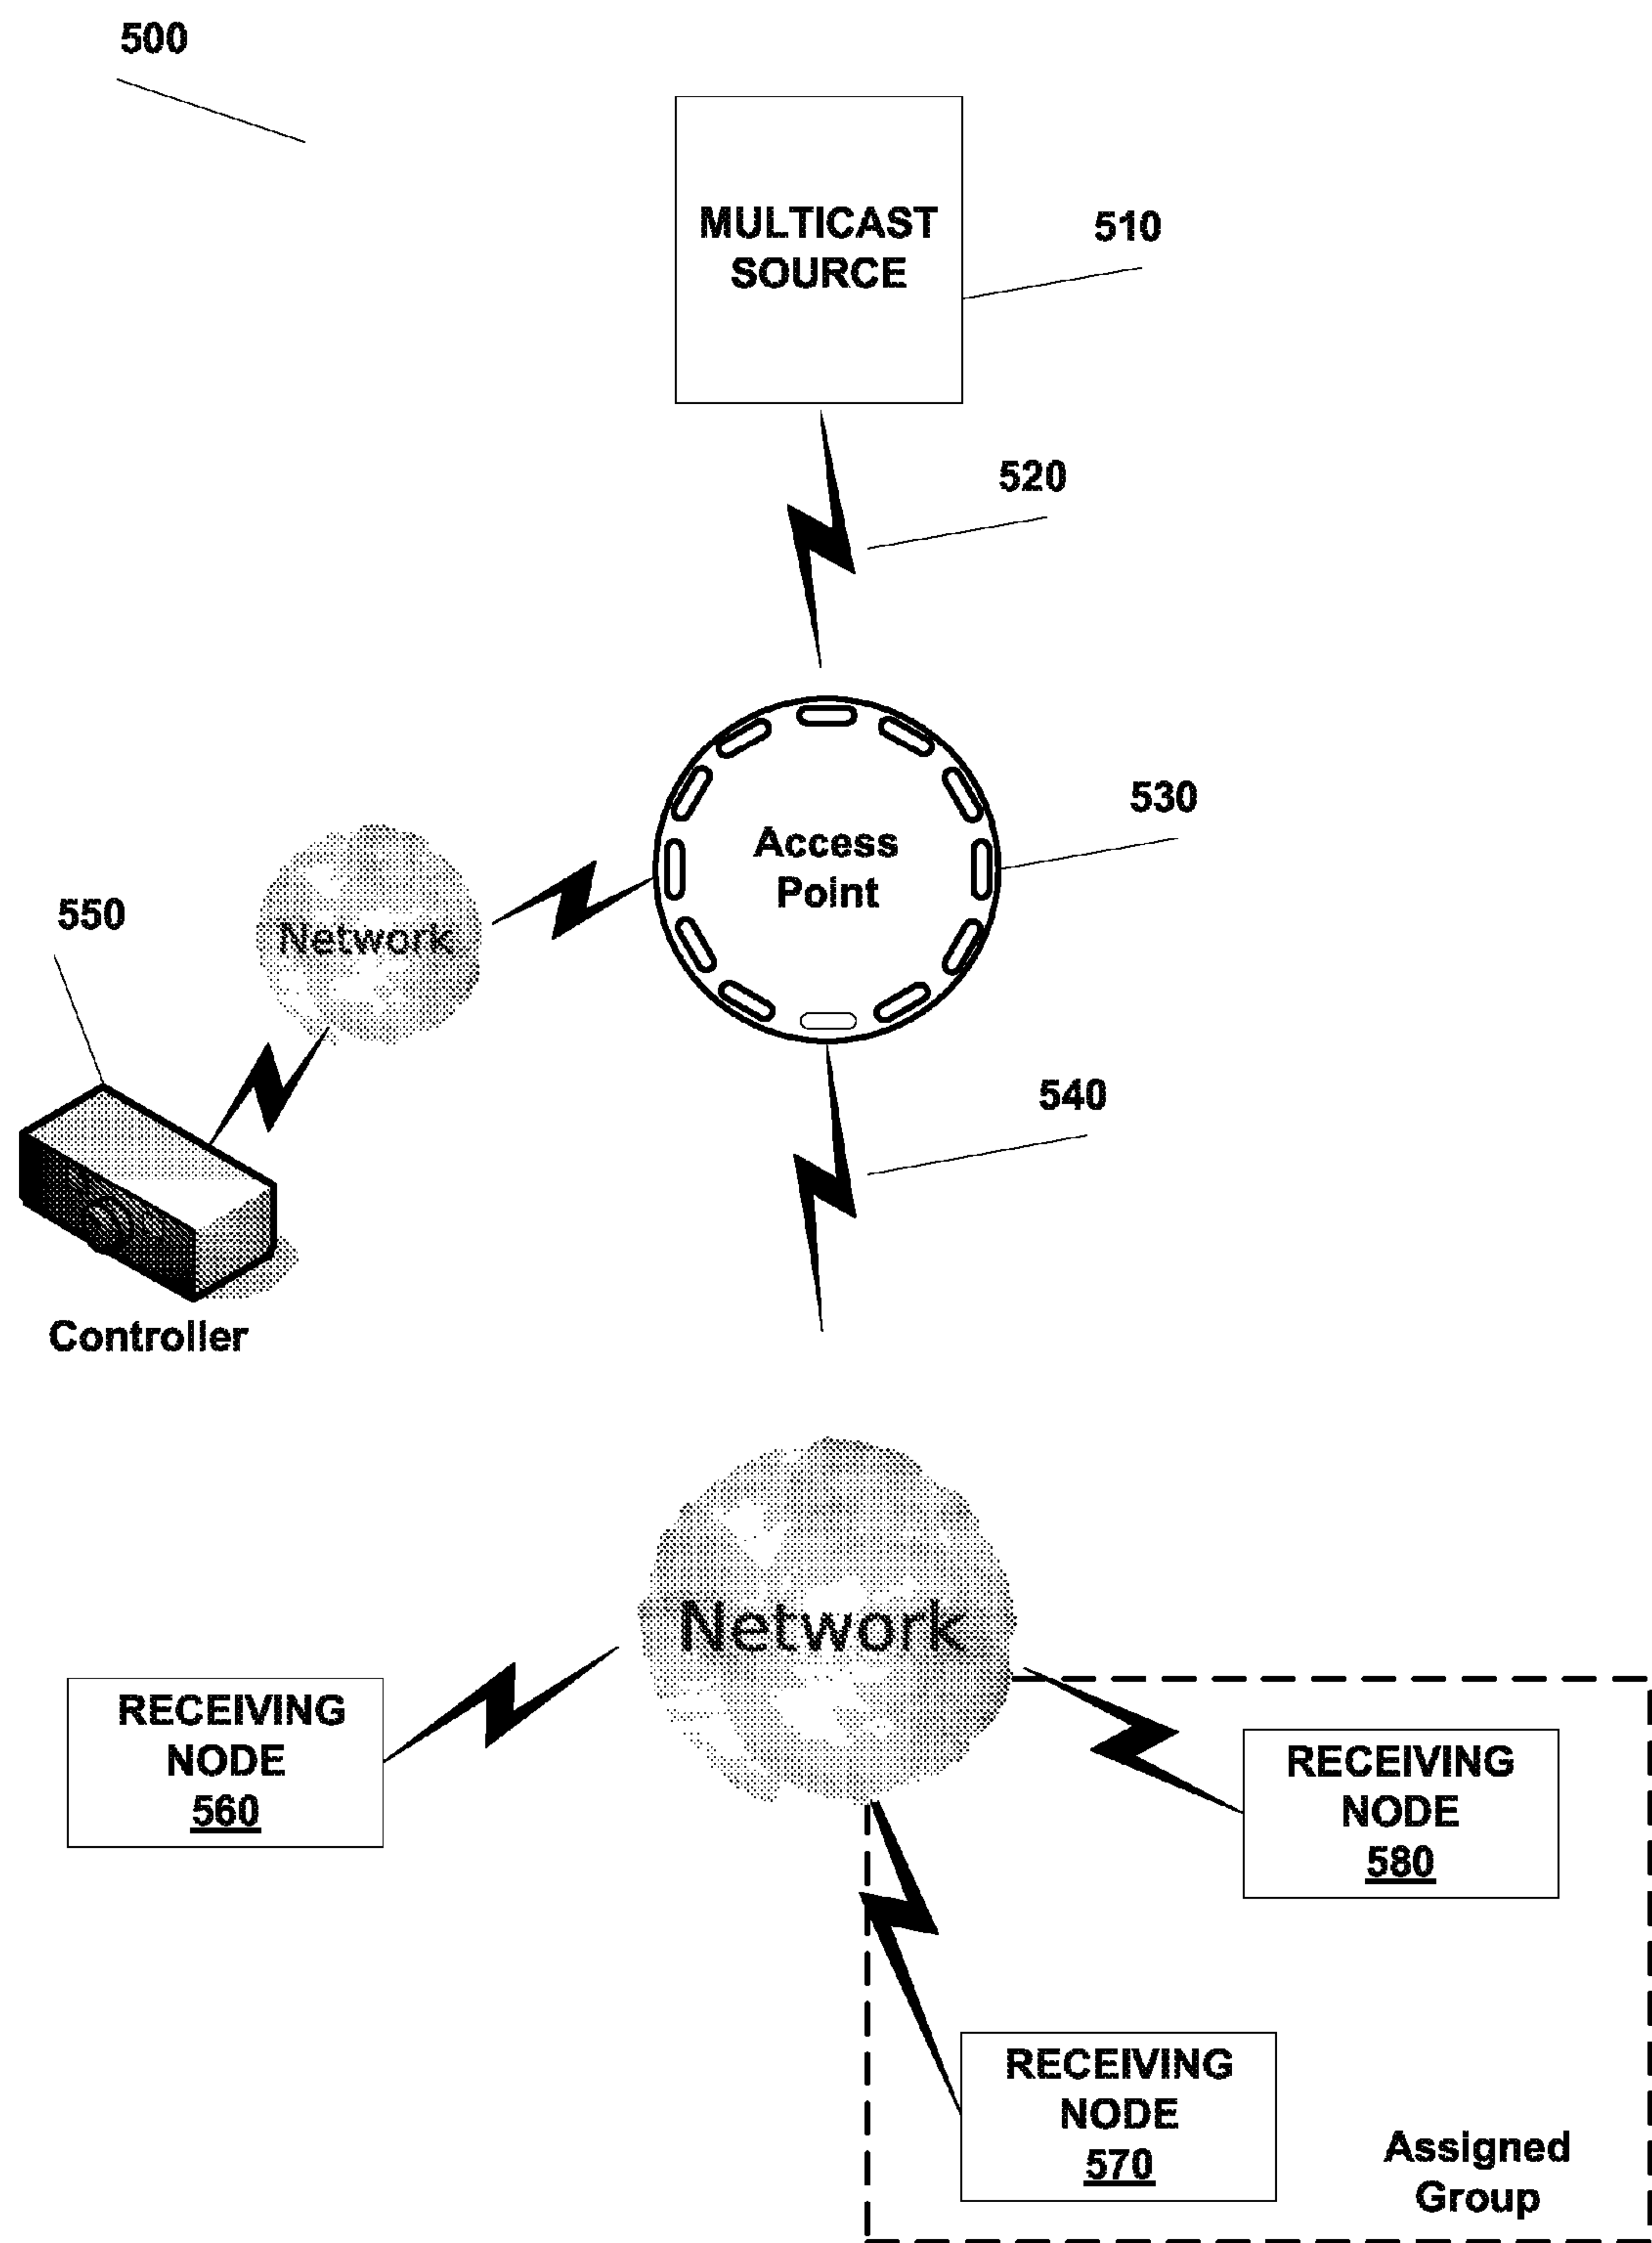 500
MULTICAST
SOURCE
510
520
530
Access
Point
Network
550
540
Controller
Network
RECEIVING
NODE
560
RECEIVING
NODE
580
RECEIVING
NODE
570
Assigned
Group